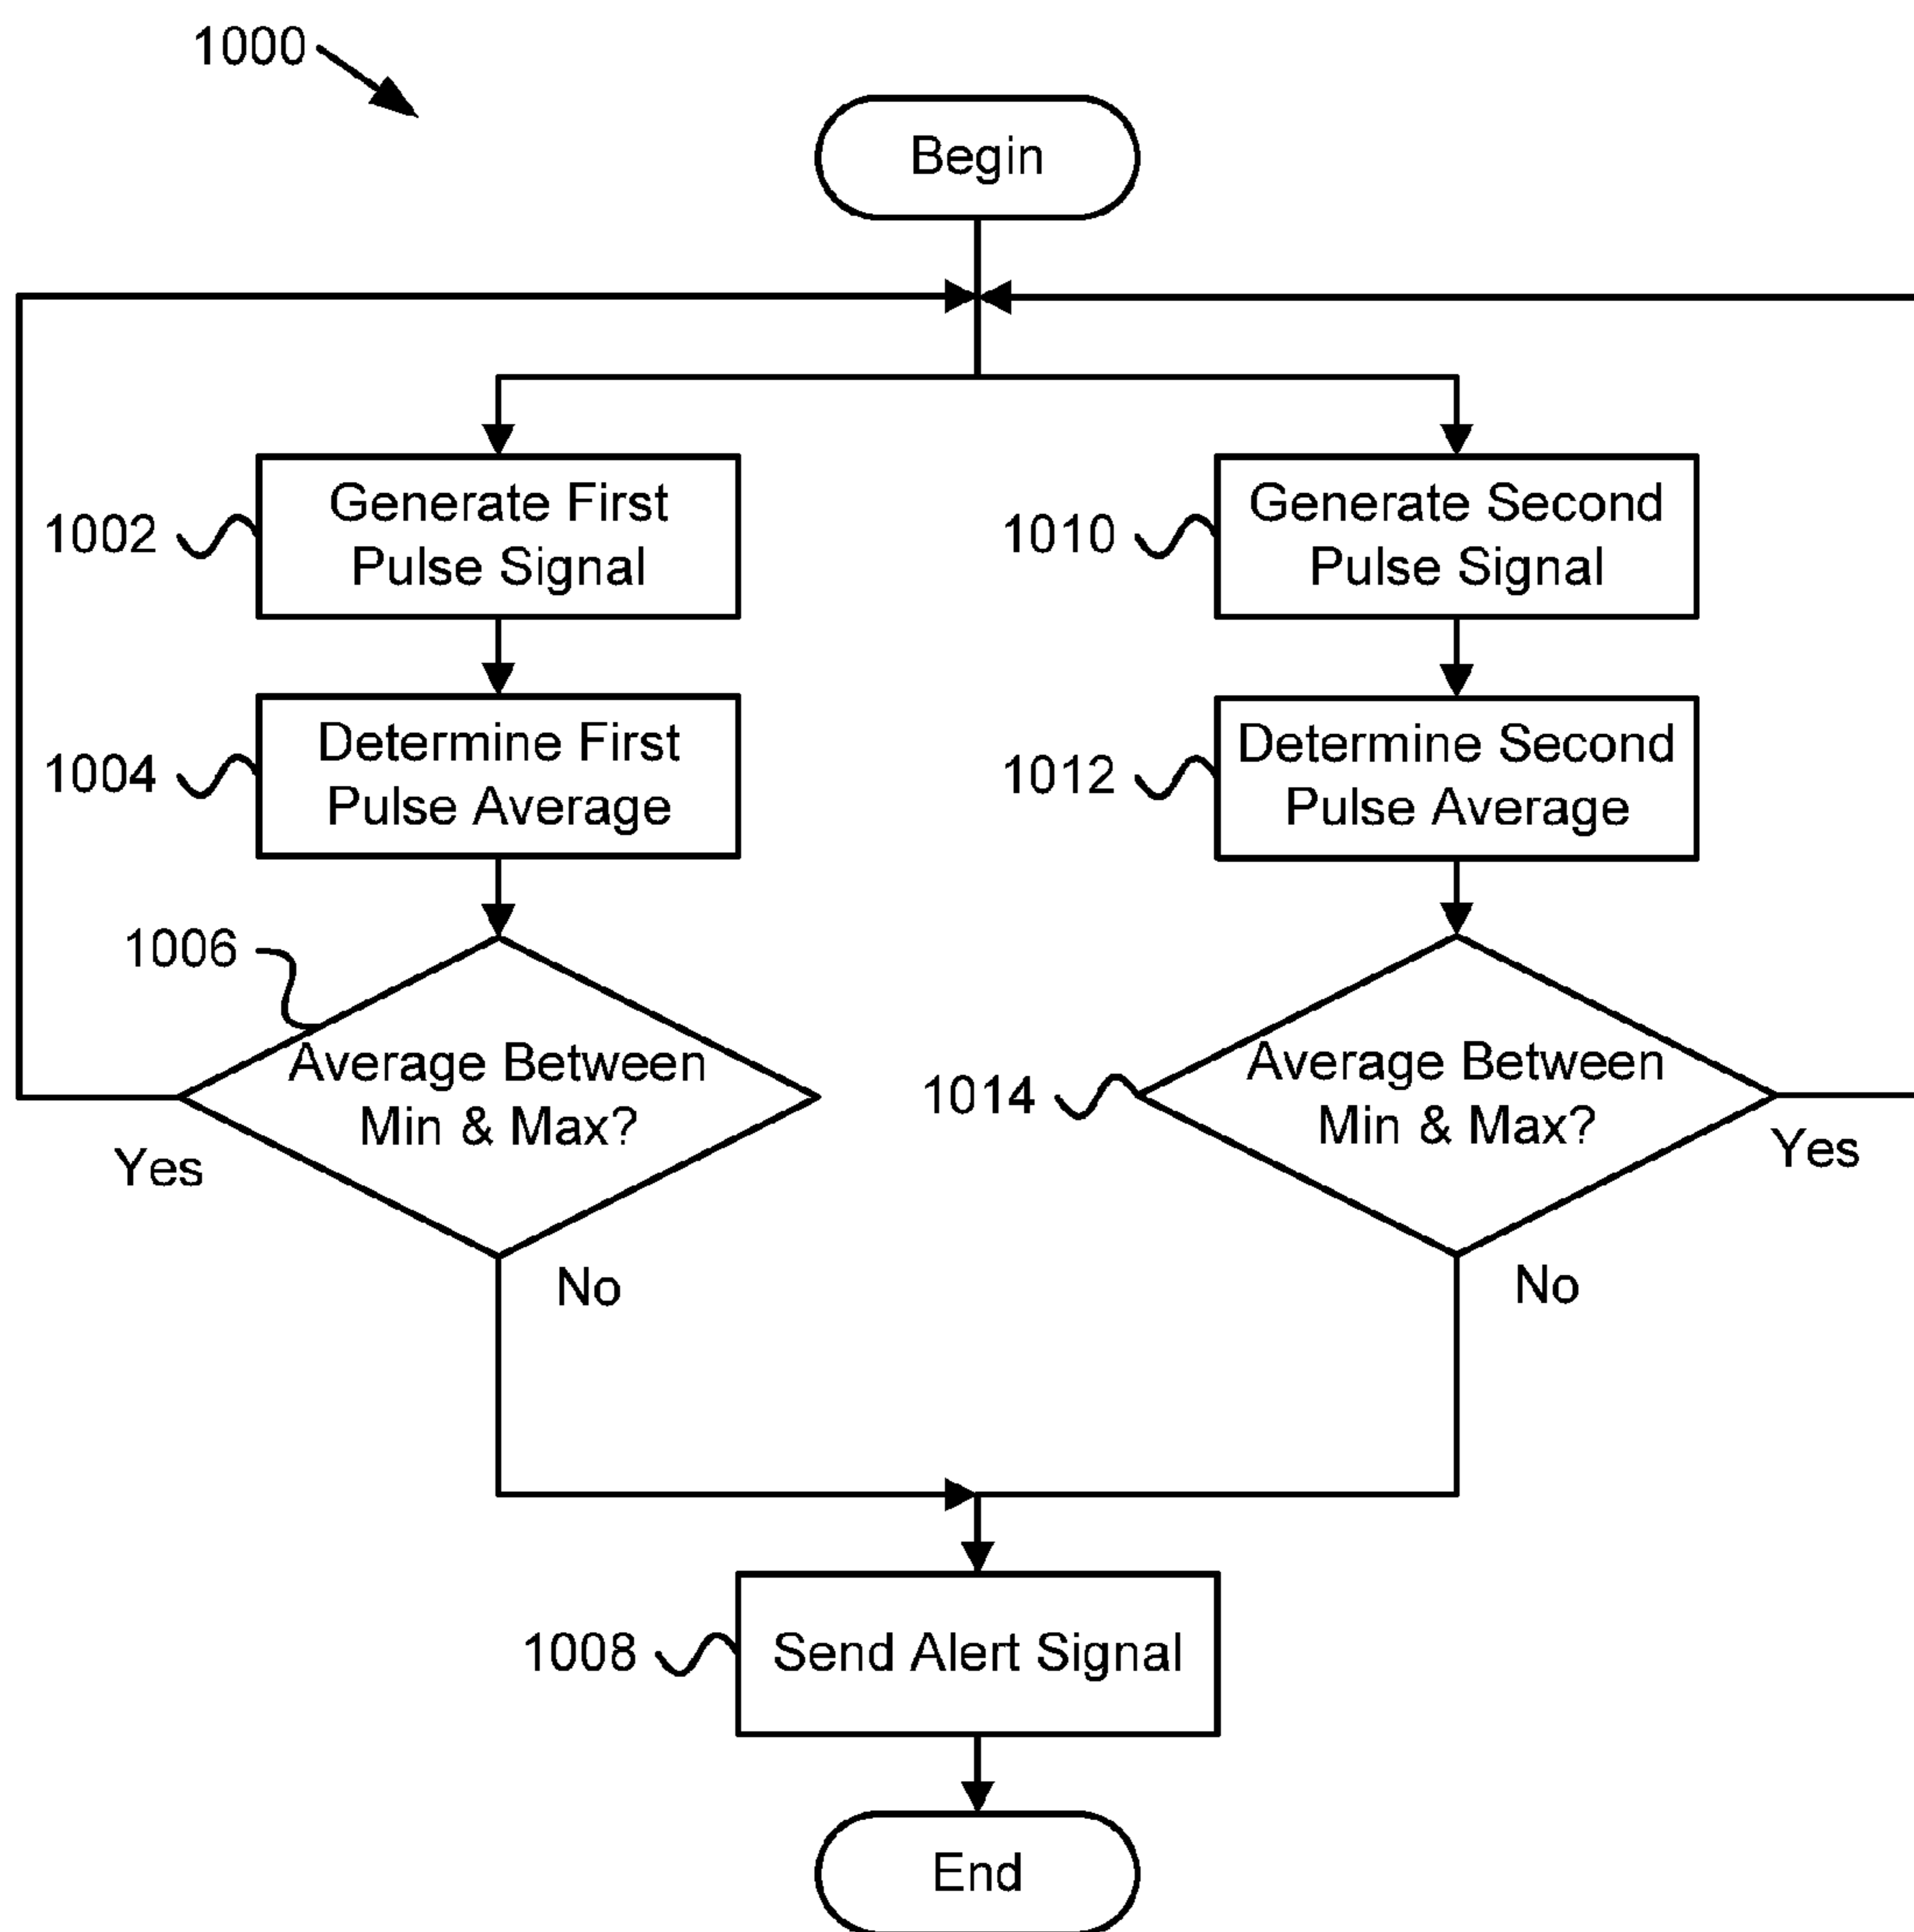 1000
Begin
1002
Generate First
Pulse Signal
1010
Generate Second
Pulse Signal
1004
Determine First
Pulse Average
1012
Determine Second
Pulse Average
1006
Average Between
Min & Max?
Yes
No
1014
Average Between
Min & Max?
Yes
No
1008
Send Alert Signal
End